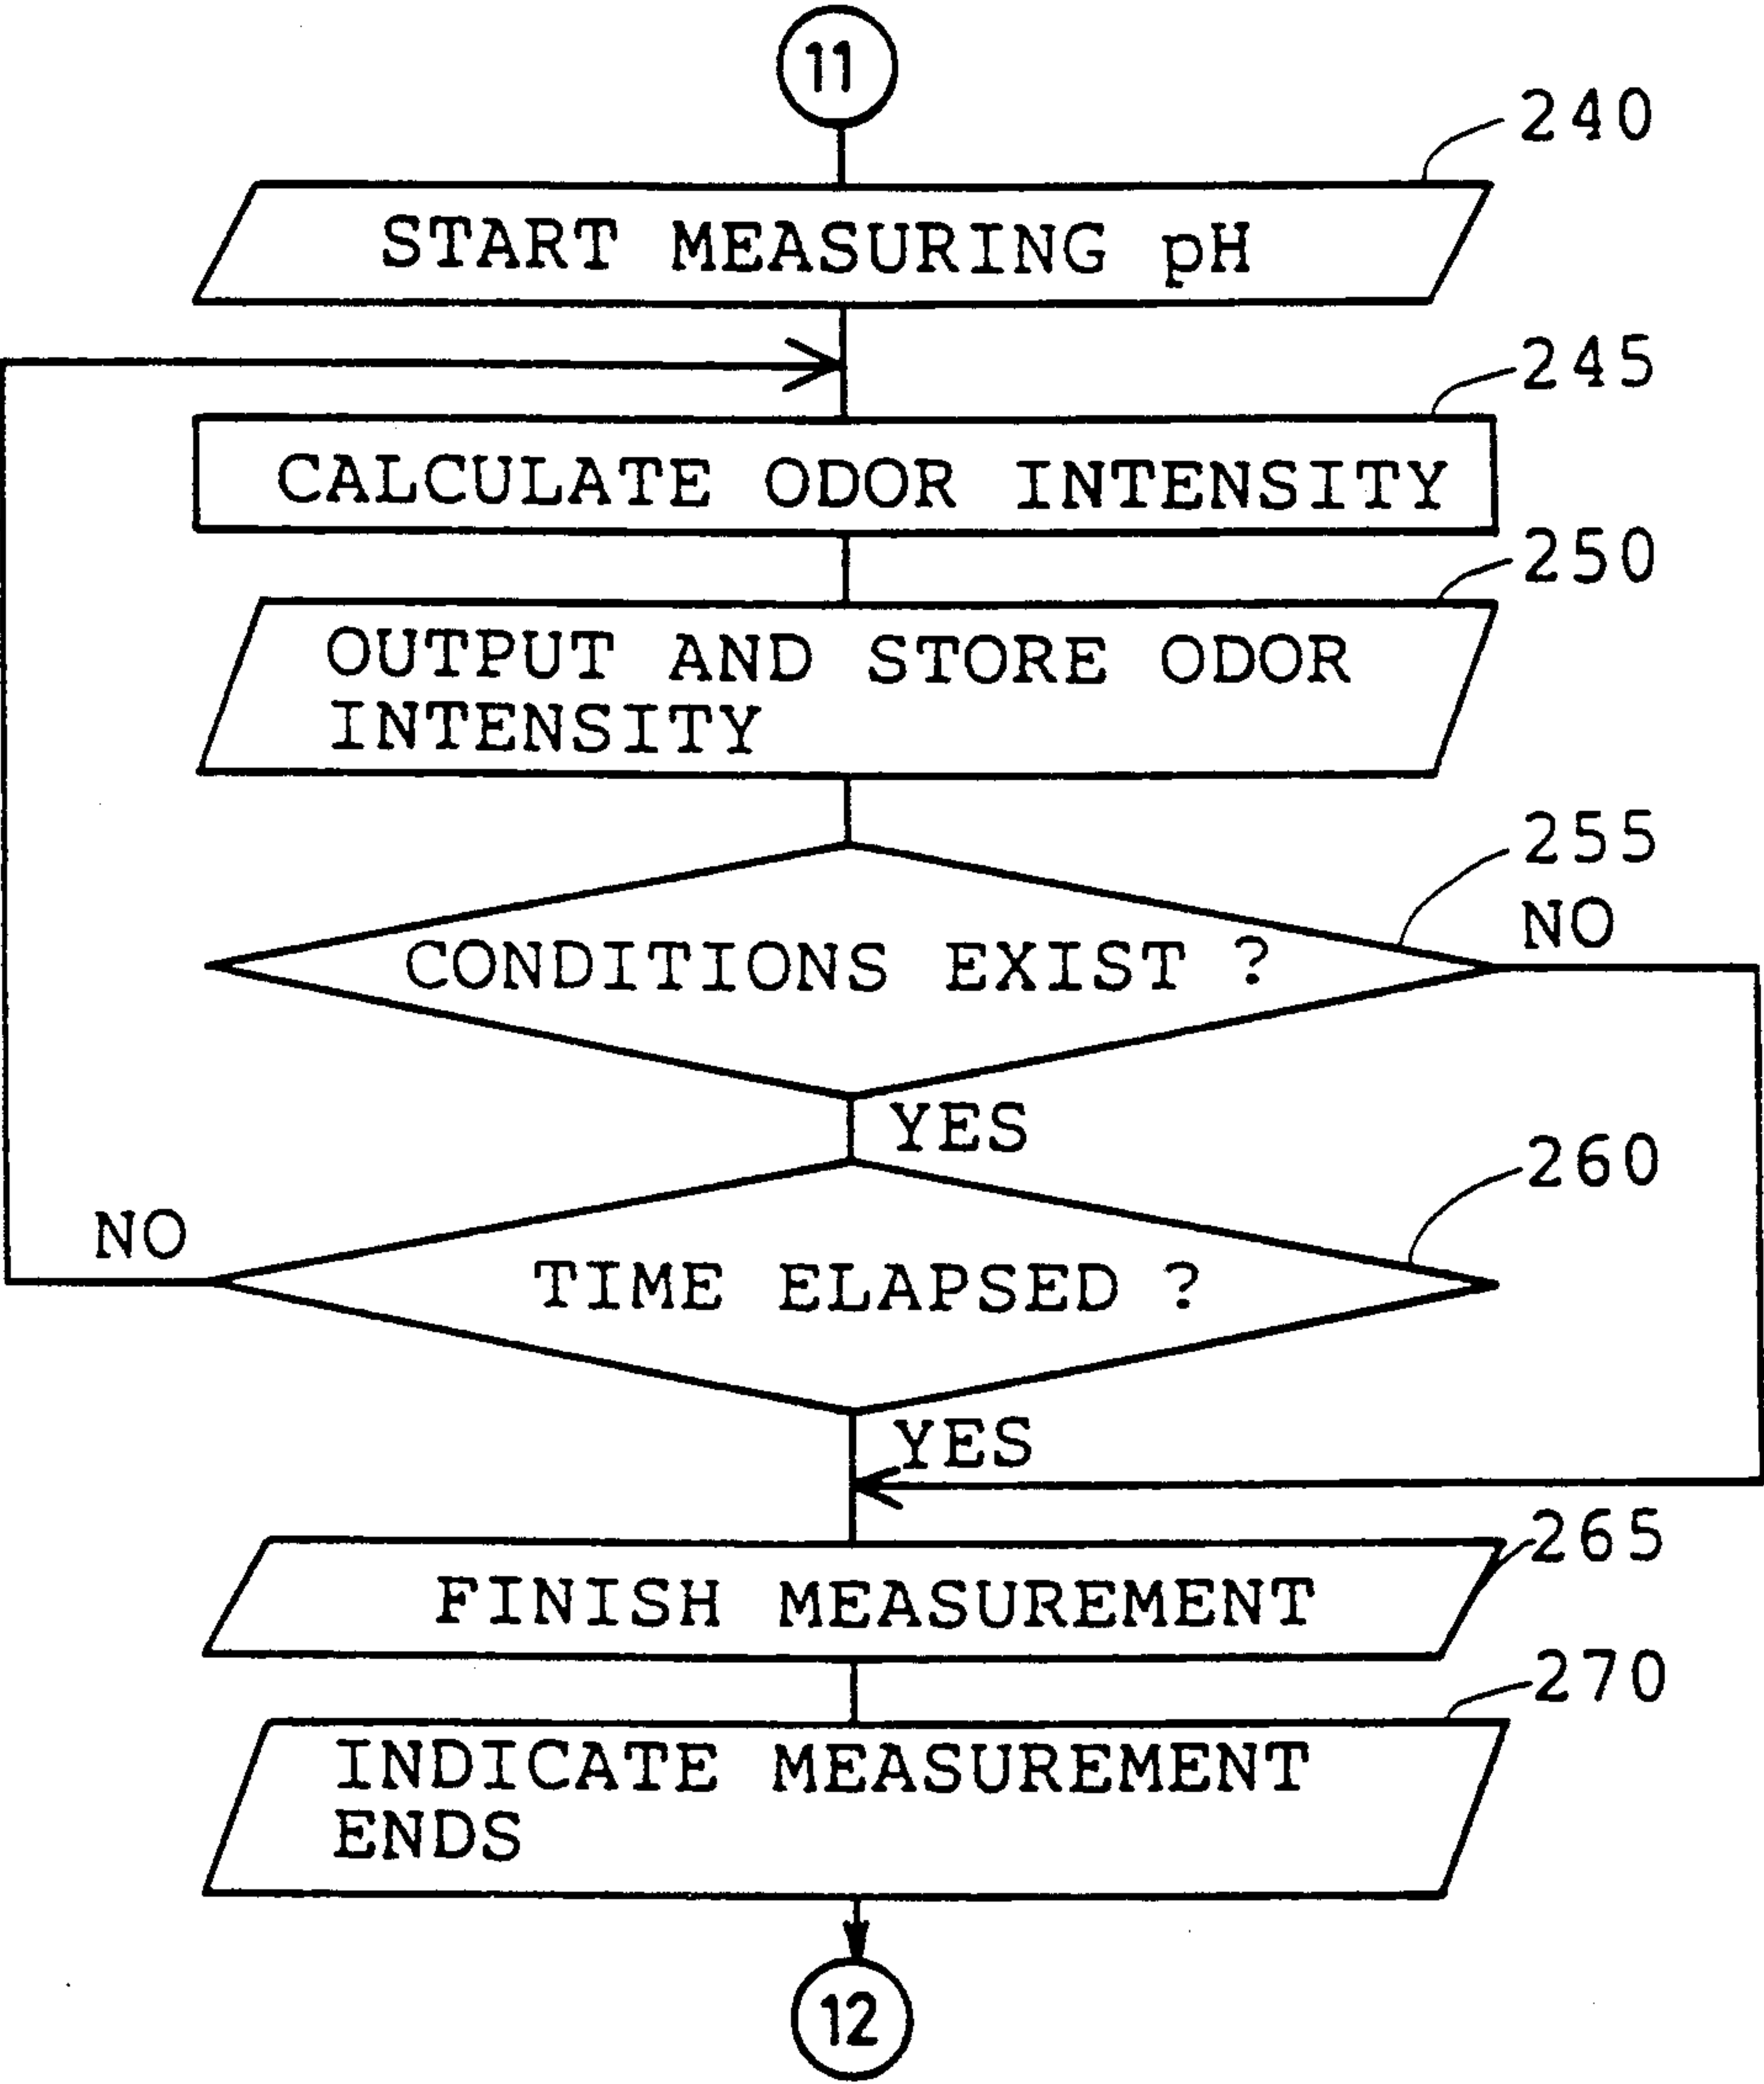 11
240
START MEASURING pH
245
CALCULATE ODOR INTENSITY
250
OUTPUT AND STORE ODOR
INTENSITY
255
NO
CONDITIONS EXIST ?
YES
260
NO
TIME ELAPSED ?
YES
265
FINISH MEASUREMENT
270
INDICATE MEASUREMENT
ENDS
12